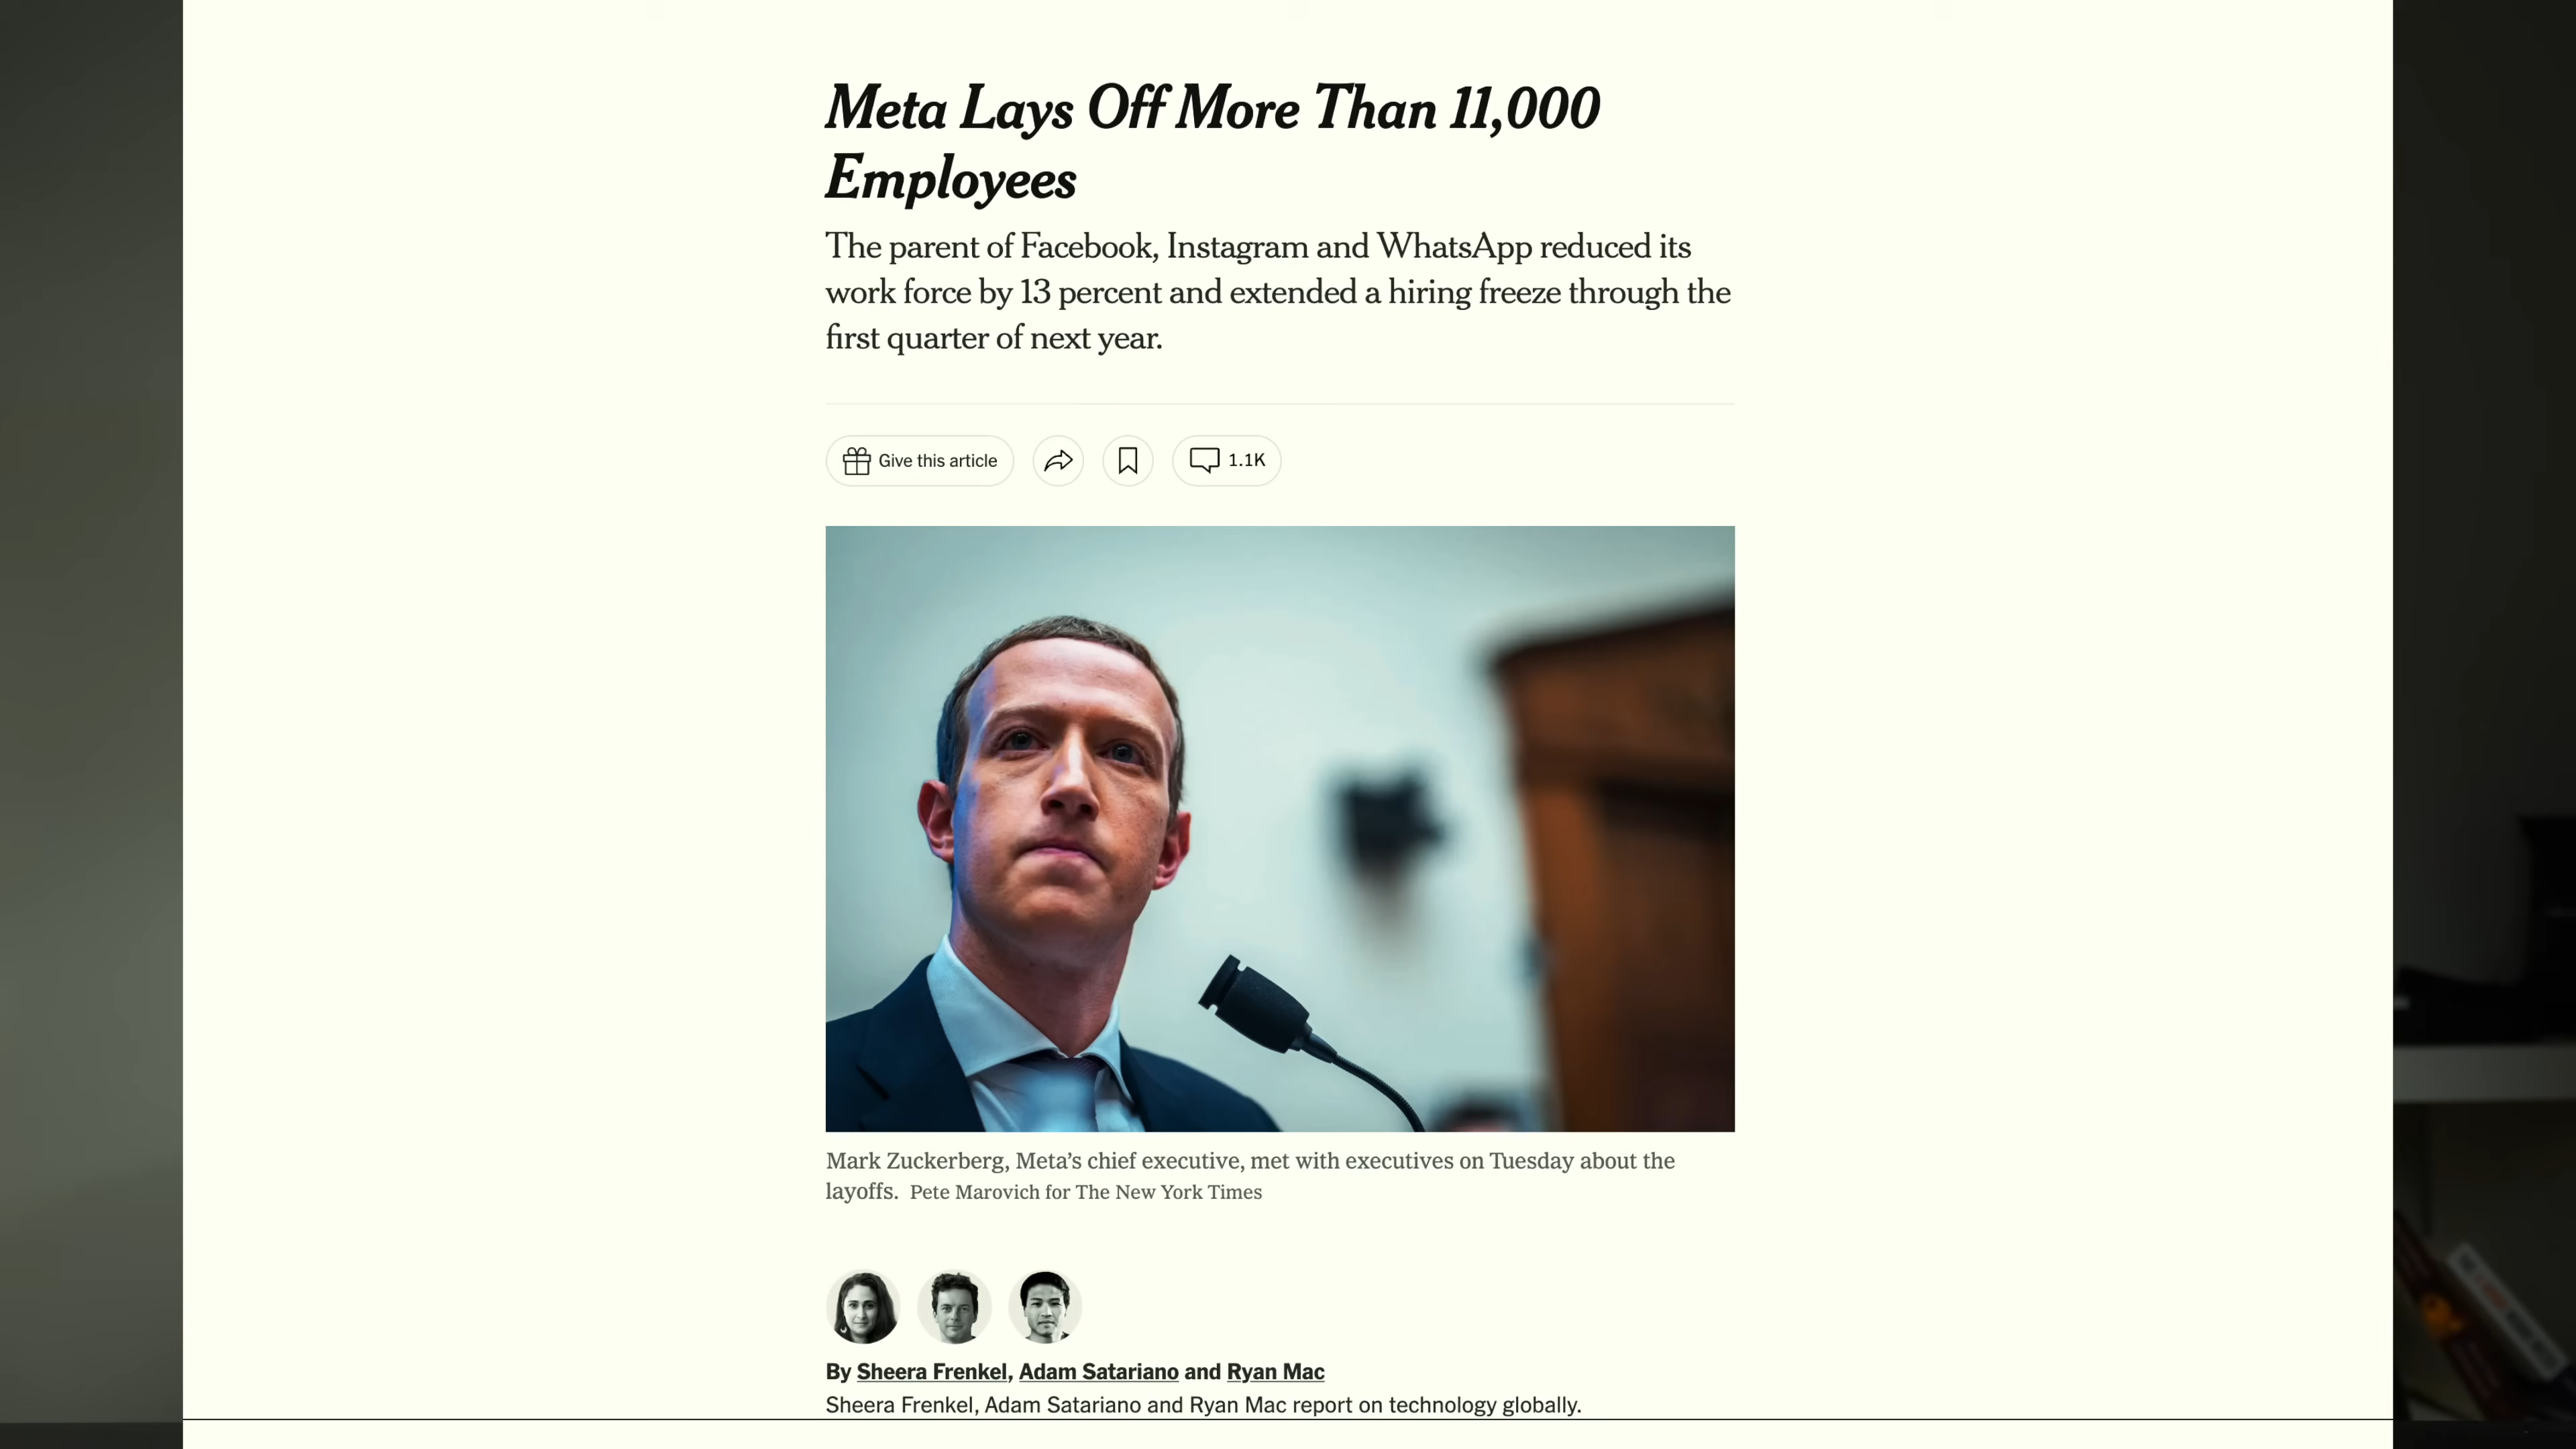 Meta Lays Off More Than 11,000
Employees
The parent of Facebook, Instagram and WhatsApp reduced its
work force by 13 percent and extended a hiring freeze through the
first quarter of next year.
Give this article
1.1K
Mark Zuckerberg, Meta’s chief executive, met with executives on Tuesday about the
layoffs. Pete Marovich for The New York Times
By Sheera Frenkel, Adam Satariano and Ryan Mac
Sheera Frenkel, Adam Satariano and Ryan Mac report on technology globally.